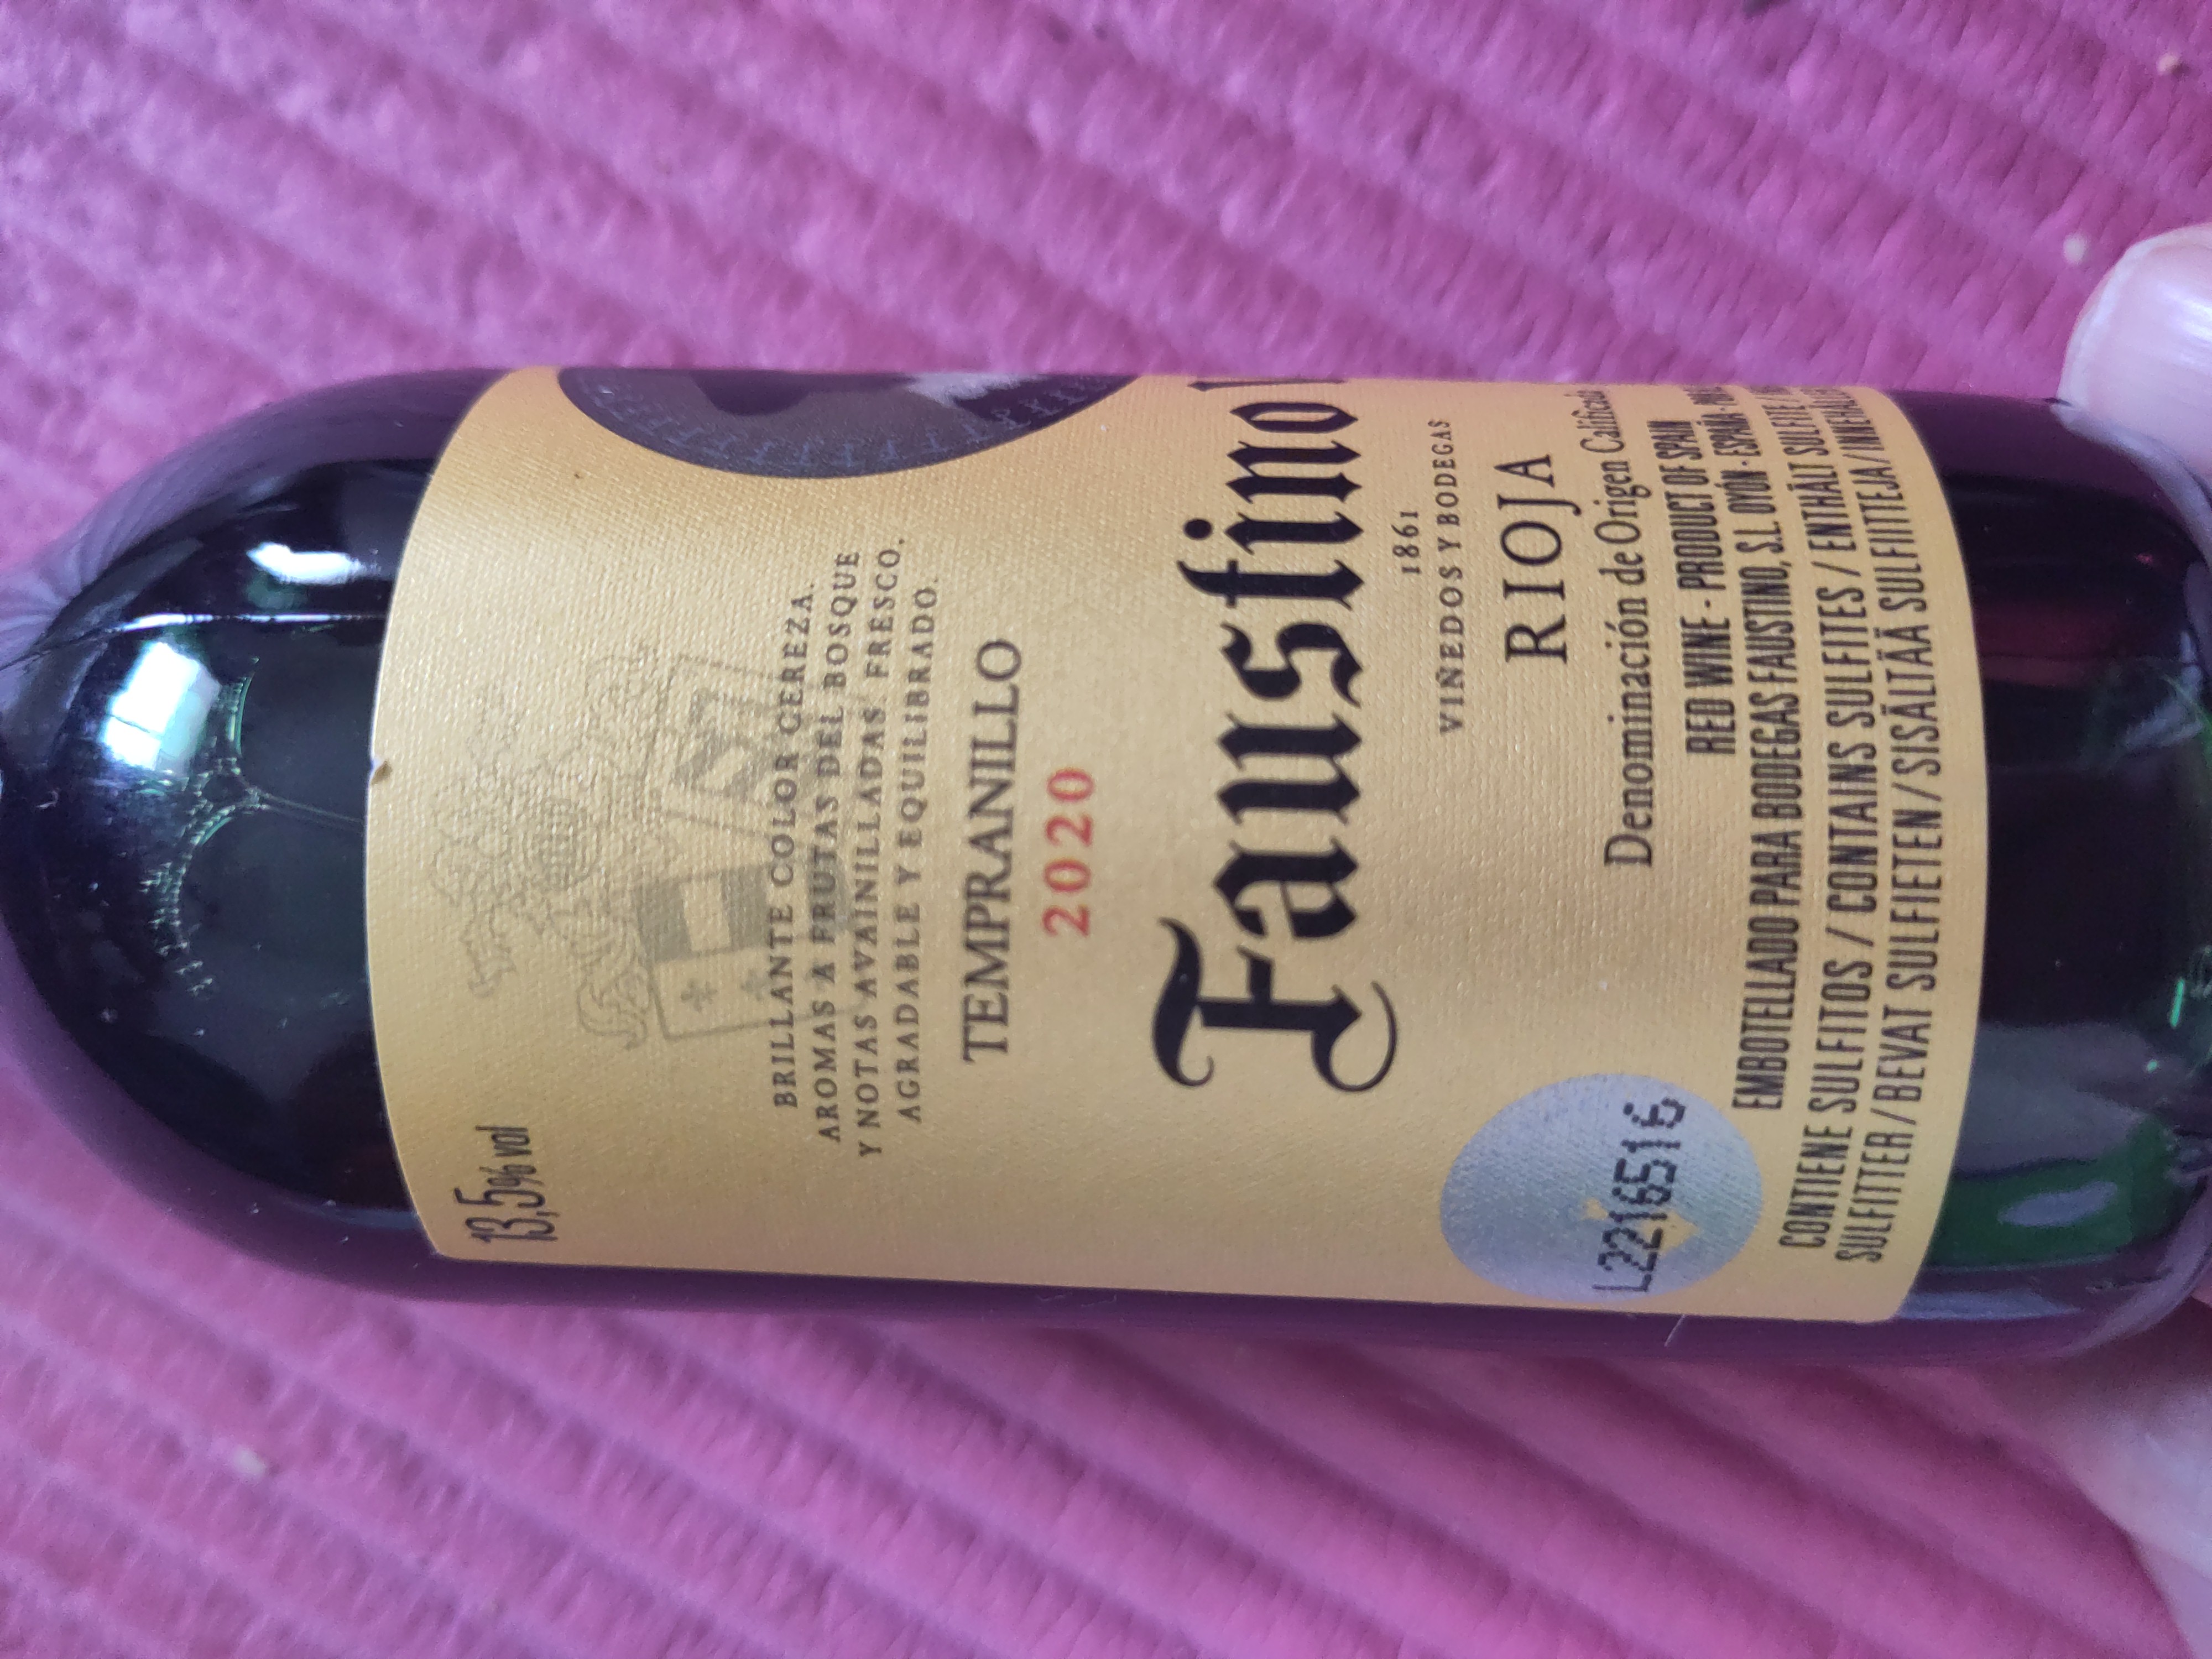 13,5% vol
BRILLANTE COLOR CEREZA.
AROMAS A FRUTAS DEL BOSQUE
Y NOTAS AVAINILLADAS, FRESCO,
AGRADABLE Y EQUILIBRADO.
TEMPRANILLO
2020
Faustino
1861
VIÑEDOS Y BODEGAS
RIOJA
Denominación de Origen Calificada
RED WINE - PRODUCT OF SPAIN
EMBOTELLADO PARA BODEGAS FAUSTINO, S.L. OYÓN - ESPAÑA -
CONTIENE SULFITOS / CONTAINS SULFITES / ENTHÄLT SULFITE /
SULFITTER / BEVAT SULFIETEN / SISÄLTÄÄ SULFIITTEJA /
L2216516